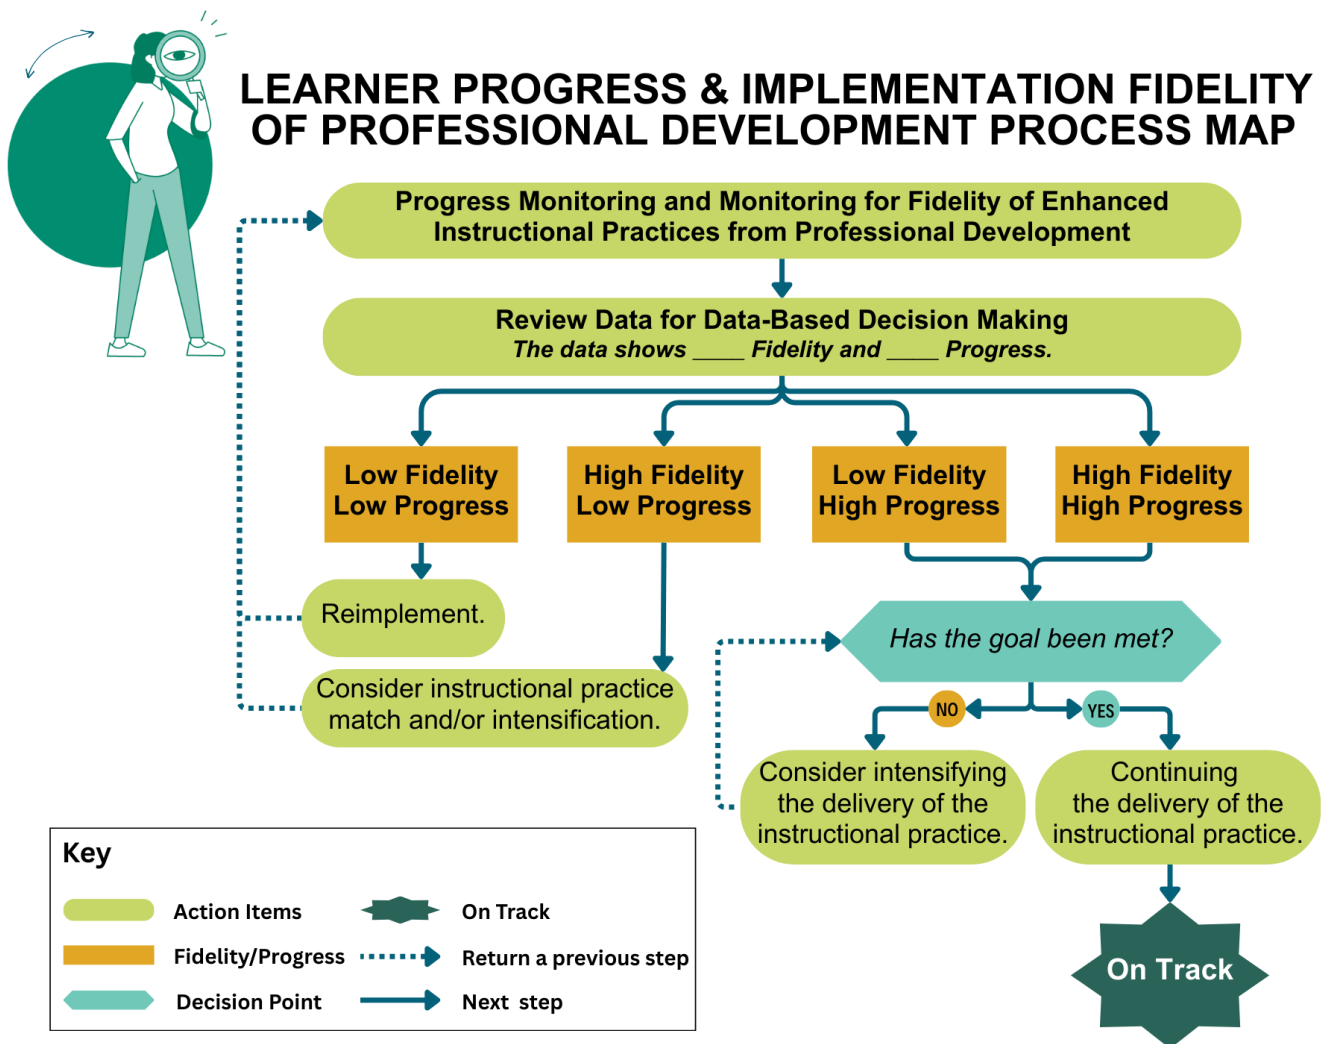 LEARNER PROGRESS & IMPLEMENTATION FIDELITY
OF PROFESSIONAL DEVELOPMENT PROCESS MAP
Progress Monitoring and Monitoring for Fidelity of Enhanced
Instructional Practices from Professional Development
Review Data for Data-Based Decision Making
The data shows ____ Fidelity and ____ Progress.
Low Fidelity
Low Progress
High Fidelity
Low Progress
Low Fidelity
High Progress
High Fidelity
High Progress
Reimplement.
Consider instructional practice
match and/or intensification.
Has the goal been met?
NO
YES
Consider intensifying
the delivery of the
instructional practice.
Continuing
the delivery of the
instructional practice.
On Track
Key
Action Items
On Track
Fidelity/Progress
Return a previous step
Decision Point
Next step